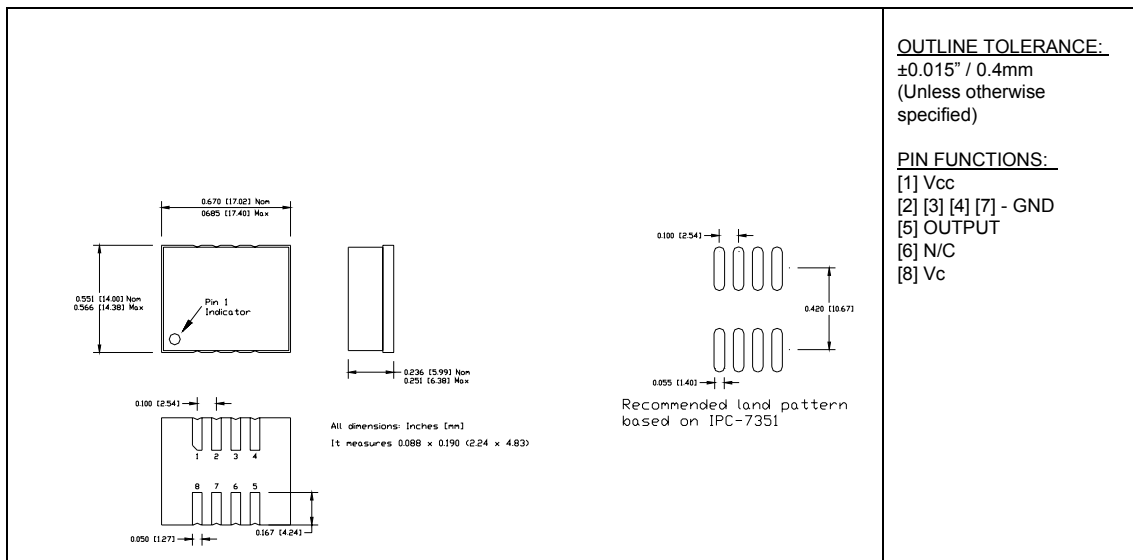 0.670 [17.02] Nom
0685 [17.40] Max
0.551 [14.00] Nom
0.566 [14.38] Max
Pin 1
Indicator
0.236 [5.99] Nom
0.251 [6.38] Max
0.100 [2.54]
1 2 3 4
8 7 6 5
0.050 [1.27]
0.167 [4.24]
All dimensions: Inches [mm]
It measures 0.088 x 0.190 (2.24 x 4.83)
0.100 [2.54]
0.420 [10.67]
0.055 [1.40]
Recommended land pattern
based on IPC-7351
OUTLINE TOLERANCE:
±0.015” / 0.4mm
(Unless otherwise
specified)
PIN FUNCTIONS:
[1] Vcc
[2] [3] [4] [7] - GND
[5] OUTPUT
[6] N/C
[8] Vc